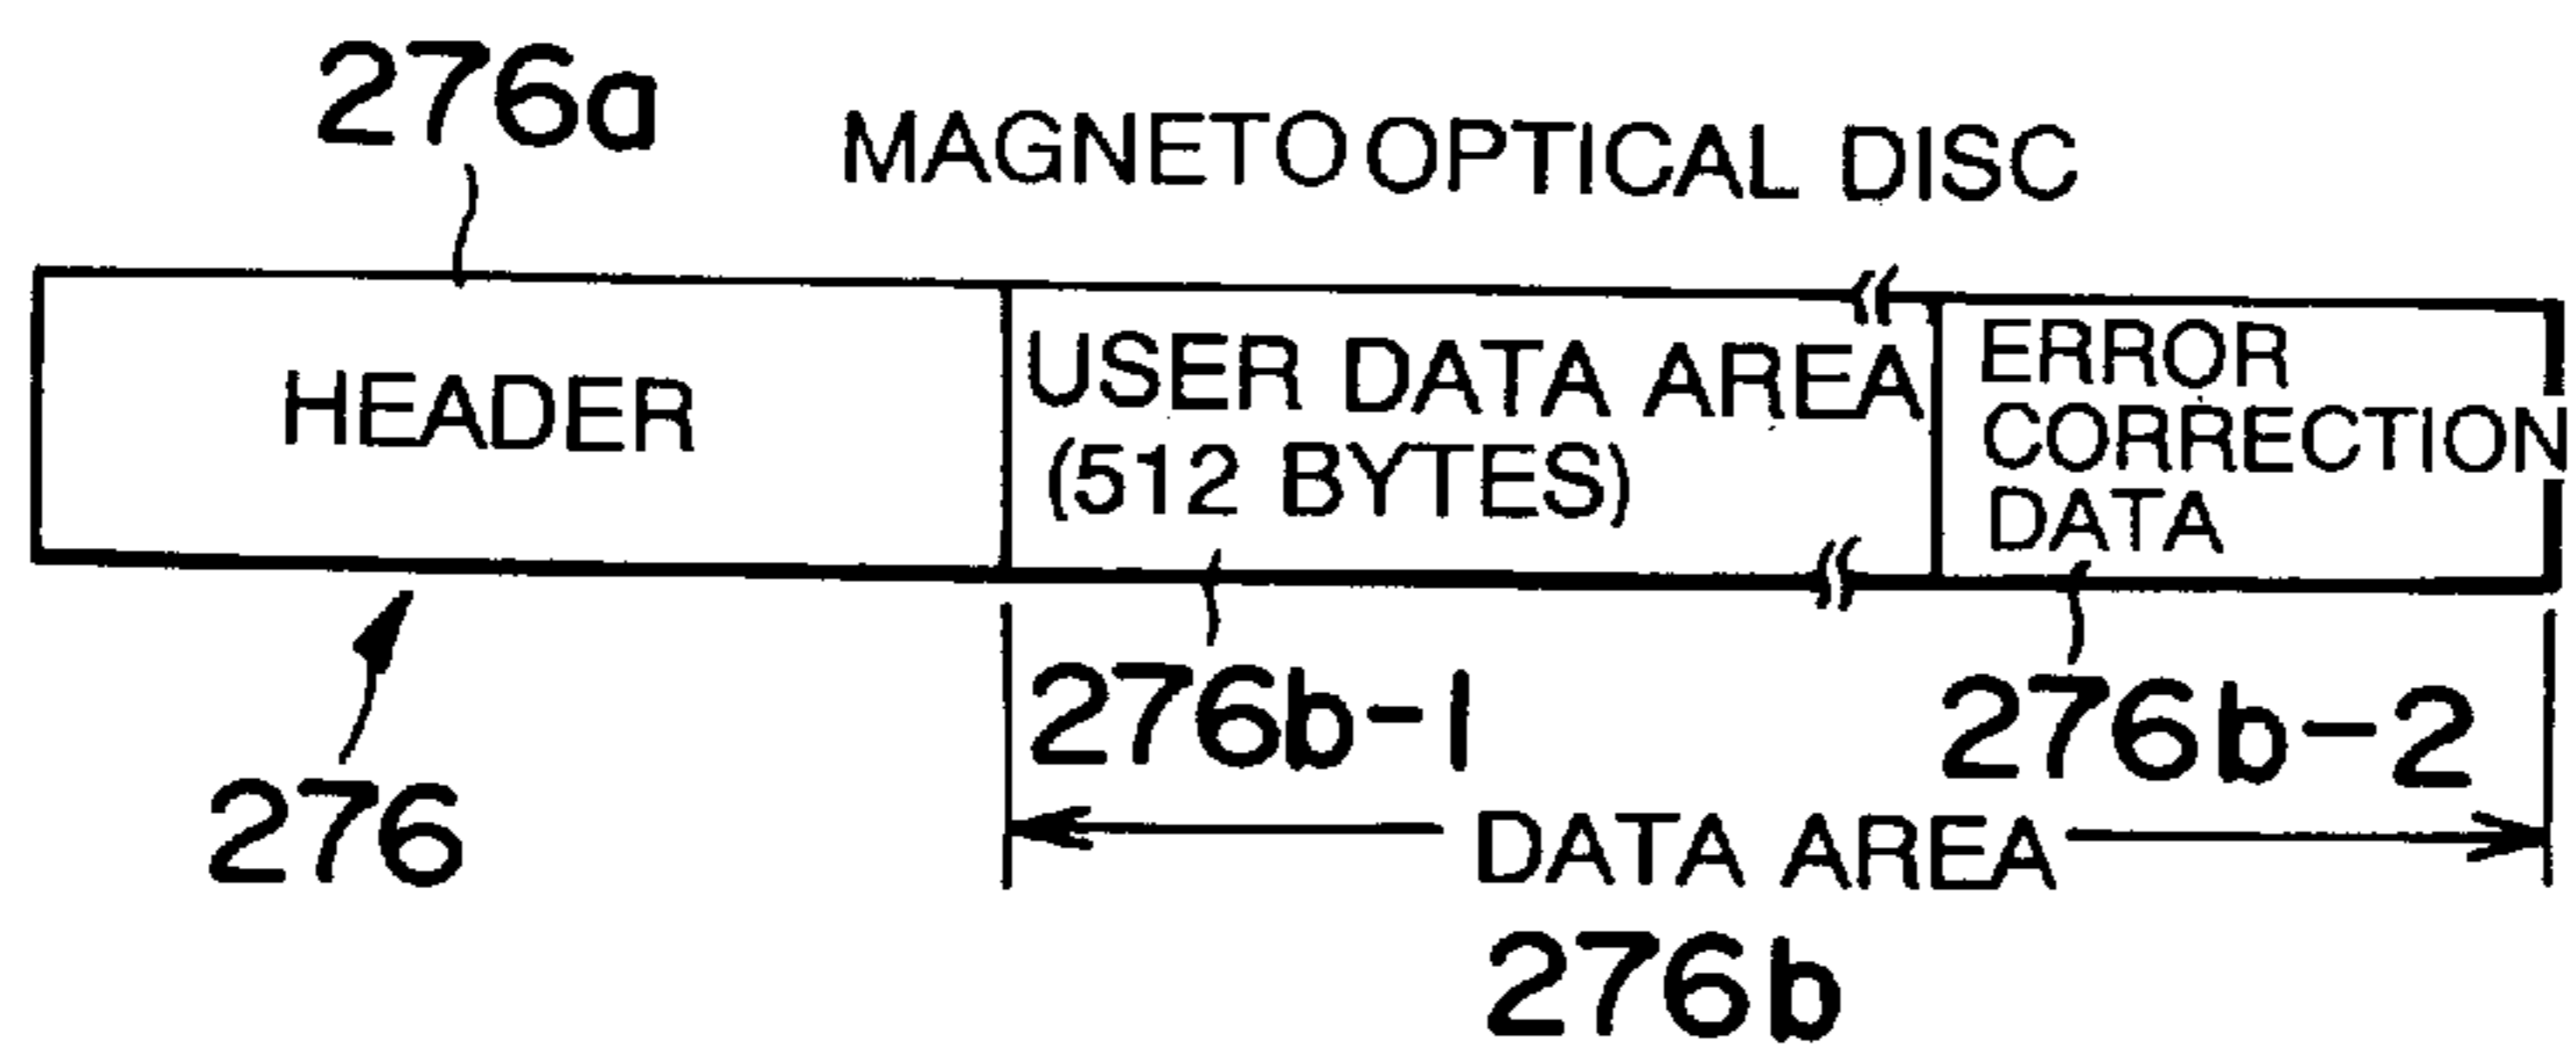 276a
MAGNETO OPTICAL DISC
HEADER
USER DATA AREA
(512 BYTES)
ERROR
CORRECTION
DATA
276
276b-1
276b-2
DATA AREA
276b